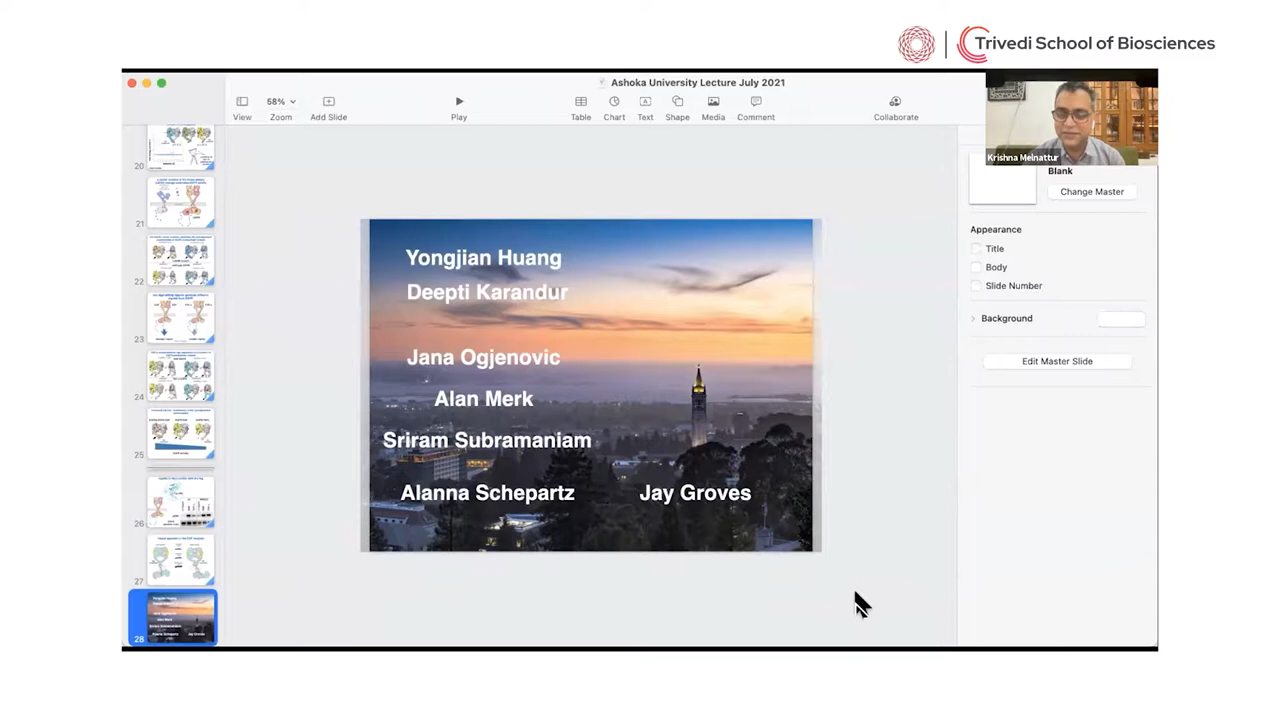 Trivedi School of Biosciences
Ashoka University Lecture July 2021
58%
View
Zoom
Add Slide
Play
Table
Chart
Text
Shape
Media
Comment
Collaborate
Krishna Melnattur
Blank
Change Master
Appearance
Title
Body
Slide Number
Background
Edit Master Slide
20
21
22
23
24
25
26
27
28
Yongjian Huang
Deepti Karandur
Jana Ogjenovic
Alan Merk
Sriram Subramaniam
Alanna Schepartz
Jay Groves